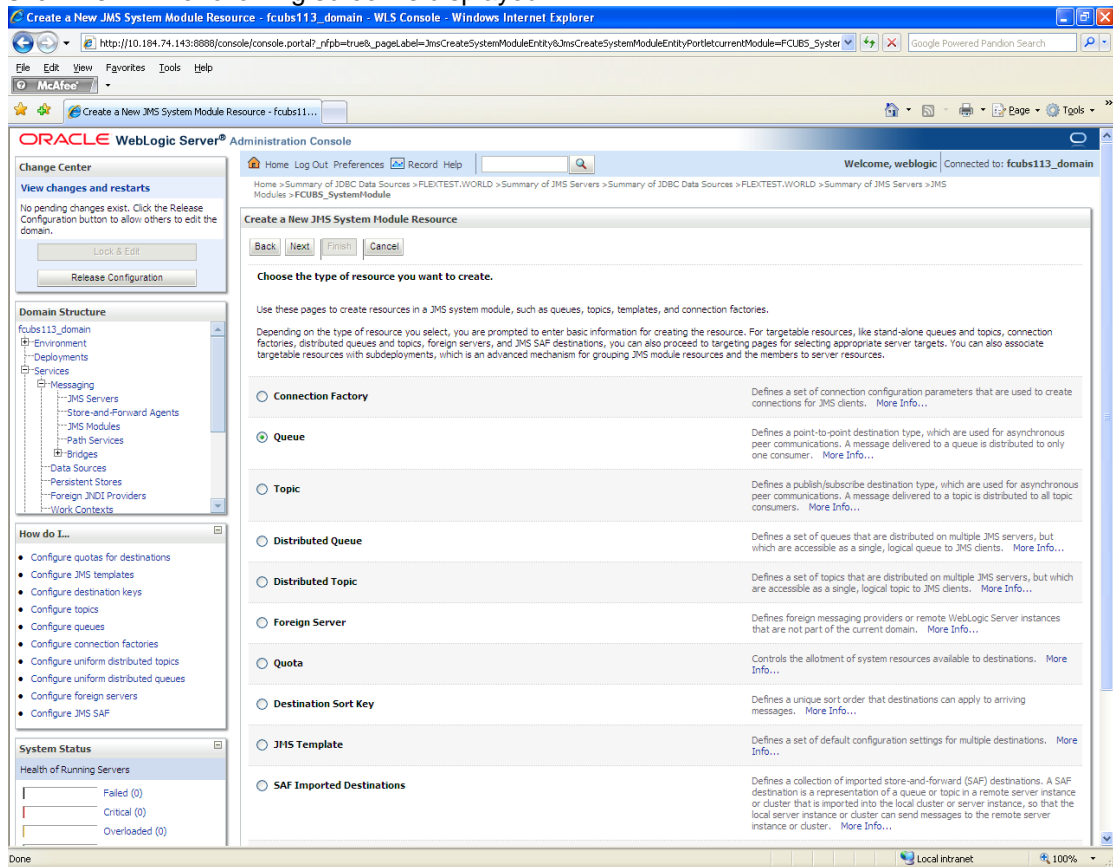 Create a New JMS System Module Resource - fcubs113_domain - WLS Console - Windows Internet Explorer
http://10.184.74.143:8888/console/console.portal?_nfpb=true&_pageLabel=JmsCreateSystemModuleEntity&JmsCreateSystemModuleEntityPortletcurrentModule=FCUBS_System
Google Powered Pandion Search
File Edit View Favorites Tools Help
McAfee
Create a New JMS System Module Resource - fcubs11...
Page Tools
ORACLE WebLogic Server® Administration Console
Change Center
View changes and restarts
No pending changes exist. Click the Release
Configuration button to allow others to edit the
domain.
Lock & Edit
Release Configuration
Domain Structure
fcubs113_domain
Environment
Deployments
Services
Messaging
JMS Servers
Store-and-Forward Agents
JMS Modules
Path Services
Bridges
Data Sources
Persistent Stores
Foreign JNDI Providers
Work Contexts
How do I...
Configure quotas for destinations
Configure JMS templates
Configure destination keys
Configure topics
Configure queues
Configure connection factories
Configure uniform distributed topics
Configure uniform distributed queues
Configure foreign servers
Configure JMS SAF
System Status
Health of Running Servers
Failed (0)
Critical (0)
Overloaded (0)
Home Log Out Preferences Record Help
Welcome, weblogic Connected to: fcubs113_domain
Home >Summary of JDBC Data Sources >FLEXTEST.WORLD >Summary of JMS Servers >Summary of JDBC Data Sources >FLEXTEST.WORLD >Summary of JMS Servers >JMS
Modules >FCUBS_SystemModule
Create a New JMS System Module Resource
Back Next Finish Cancel
Choose the type of resource you want to create.
Use these pages to create resources in a JMS system module, such as queues, topics, templates, and connection factories.
Depending on the type of resource you select, you are prompted to enter basic information for creating the resource. For targetable resources, like stand-alone queues and topics, connection
factories, distributed queues and topics, foreign servers, and JMS SAF destinations, you can also proceed to targeting pages for selecting appropriate server targets. You can also associate
targetable resources with subdeployments, which is an advanced mechanism for grouping JMS module resources and the members to server resources.
Connection Factory
Defines a set of connection configuration parameters that are used to create
connections for JMS clients. More Info...
Queue
Defines a point-to-point destination type, which are used for asynchronous
peer communications. A message delivered to a queue is distributed to only
one consumer. More Info...
Topic
Defines a publish/subscribe destination type, which are used for asynchronous
peer communications. A message delivered to a topic is distributed to all topic
consumers. More Info...
Distributed Queue
Defines a set of queues that are distributed on multiple JMS servers, but
which are accessible as a single, logical queue to JMS clients. More Info...
Distributed Topic
Defines a set of topics that are distributed on multiple JMS servers, but which
are accessible as a single, logical topic to JMS clients. More Info...
Foreign Server
Defines foreign messaging providers or remote WebLogic Server instances
that are not part of the current domain. More Info...
Quota
Controls the allotment of system resources available to destinations. More
Info...
Destination Sort Key
Defines a unique sort order that destinations can apply to arriving
messages. More Info...
JMS Template
Defines a set of default configuration settings for multiple destinations. More
Info...
SAF Imported Destinations
Defines a collection of imported store-and-forward (SAF) destinations. A SAF
destination is a representation of a queue or topic in a remote server instance
or cluster that is imported into the local cluster or server instance, so that the
local server instance or cluster can send messages to the remote server
instance or cluster. More Info...
Done
Local intranet
100%